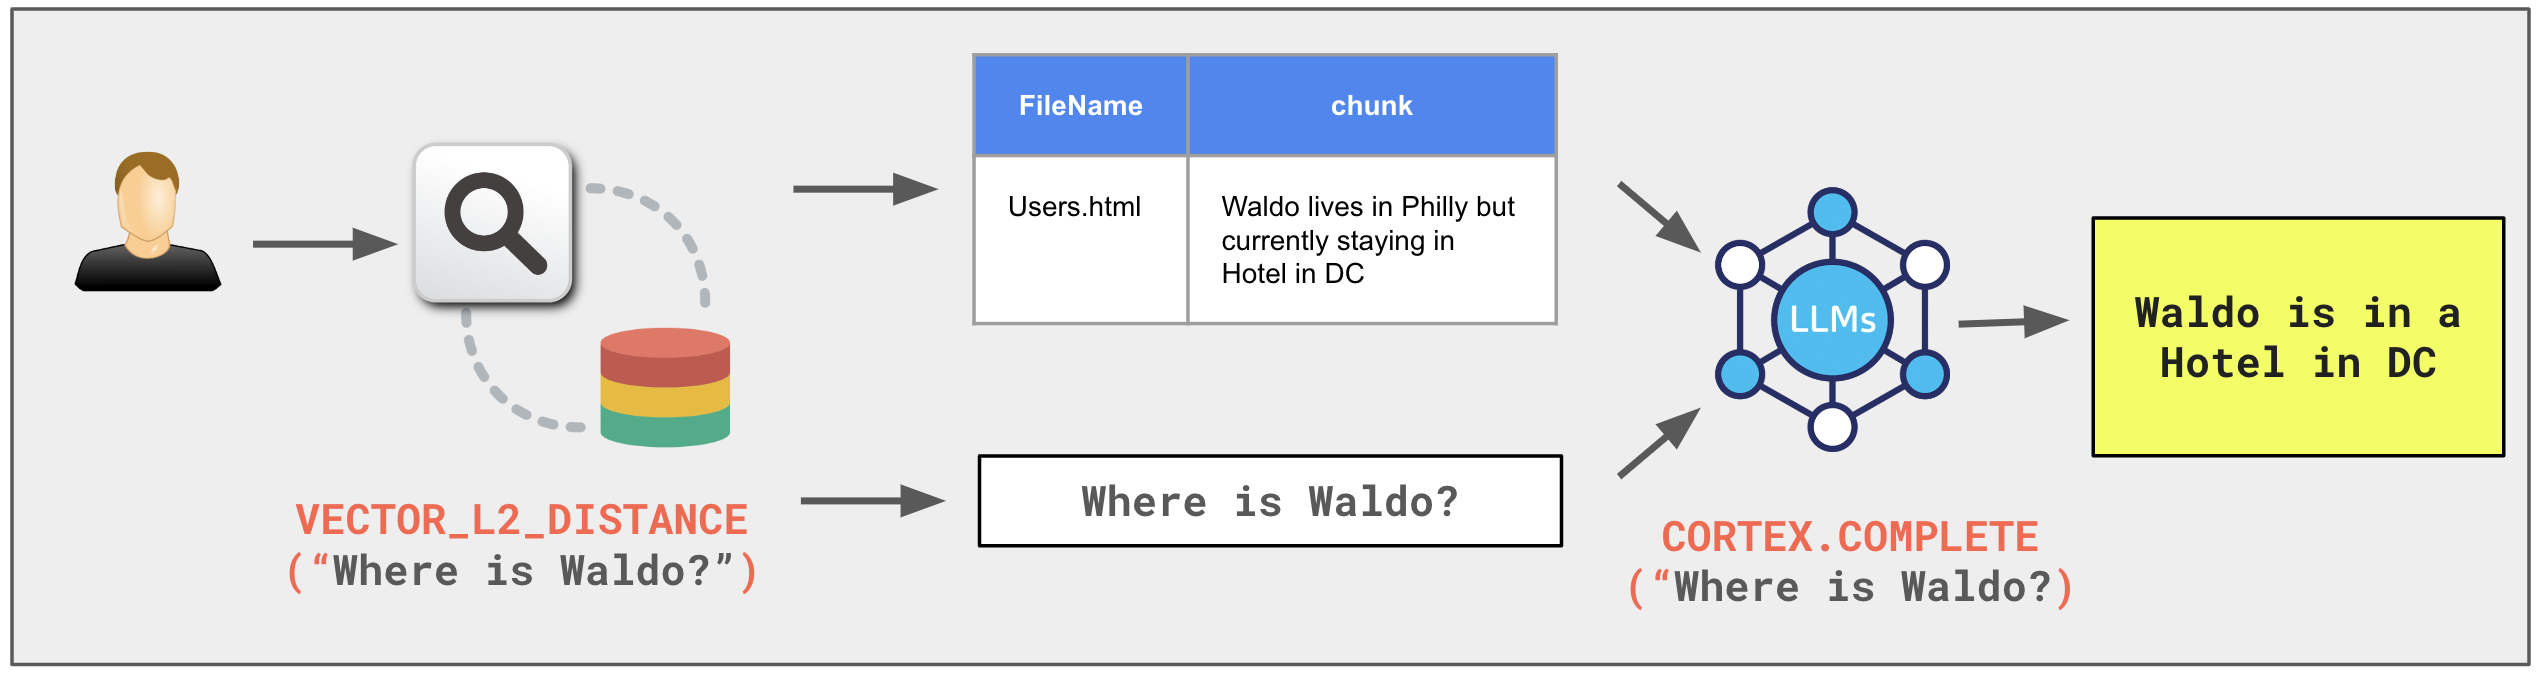 FileName
chunk
Users.html
Waldo lives in Philly but
currently staying in
Hotel in DC
VECTOR_L2_DISTANCE
(“Where is Waldo?”)
Where is Waldo?
LLMs
CORTEX.COMPLETE
(“Where is Waldo?)
Waldo is in a
Hotel in DC